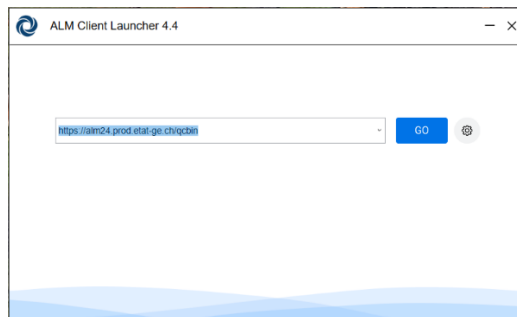 ALM Client Launcher 4.4
https://alm24.prod.etat-ge.ch/qcbin
GO